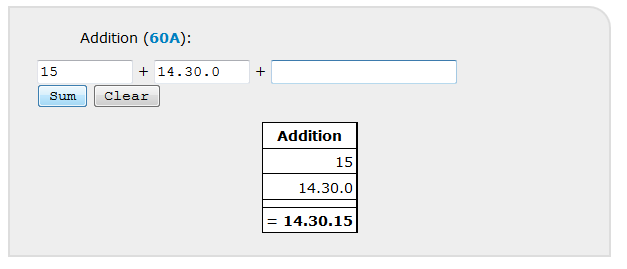 Addition (60A):
15 + 14.30.0 +
Sum Clear
Addition
15
14.30.0
= 14.30.15